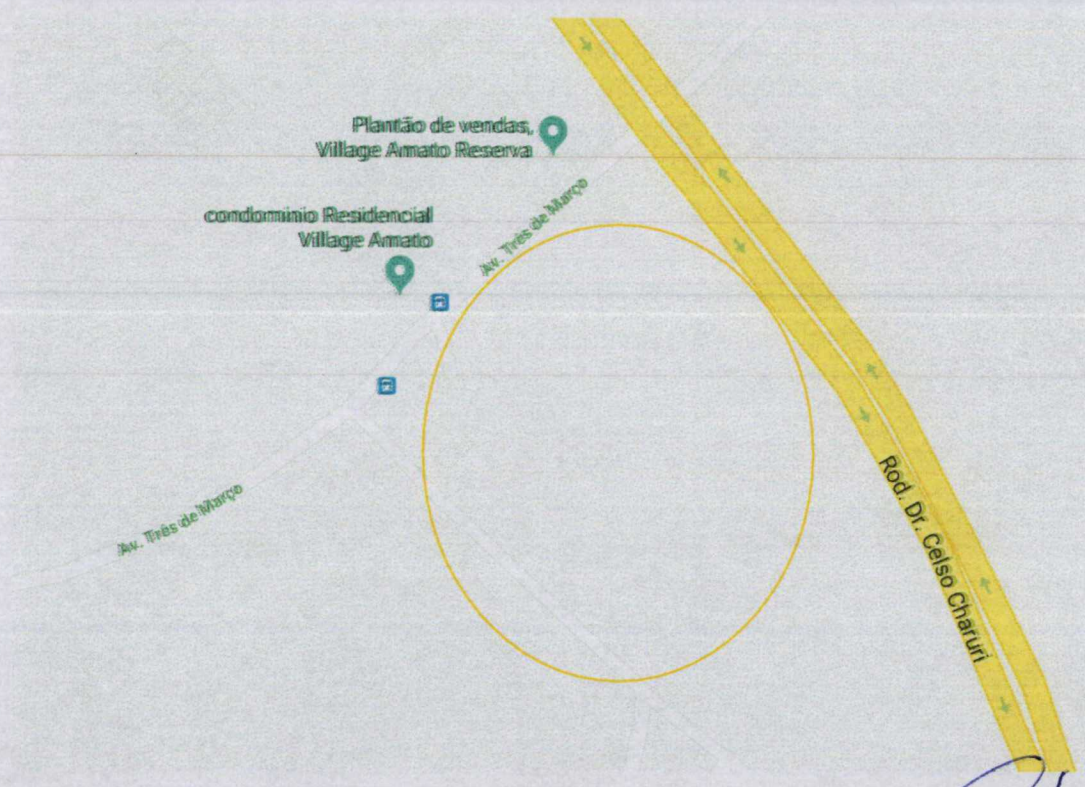 Plantão de vendas,
Village Amato Reserva
condominio Residencial
Village Amato
Av. Três de Março
Av. Três de Março
Rod. Dr. Celso Charuri